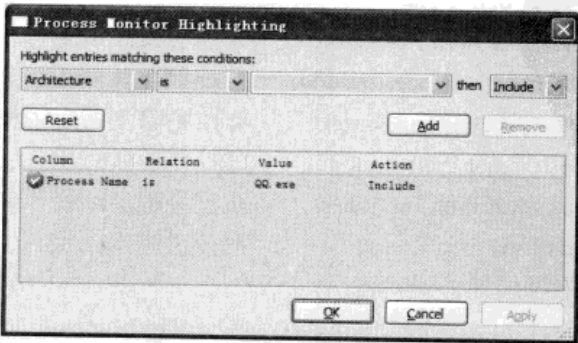 Process Monitor Highlighting
Highlight entries matching these conditions:
Architecture is then Include
Reset Add Remove
Column Relation Value Action
Process Name is QQ.exe Include
OK Cancel Apply